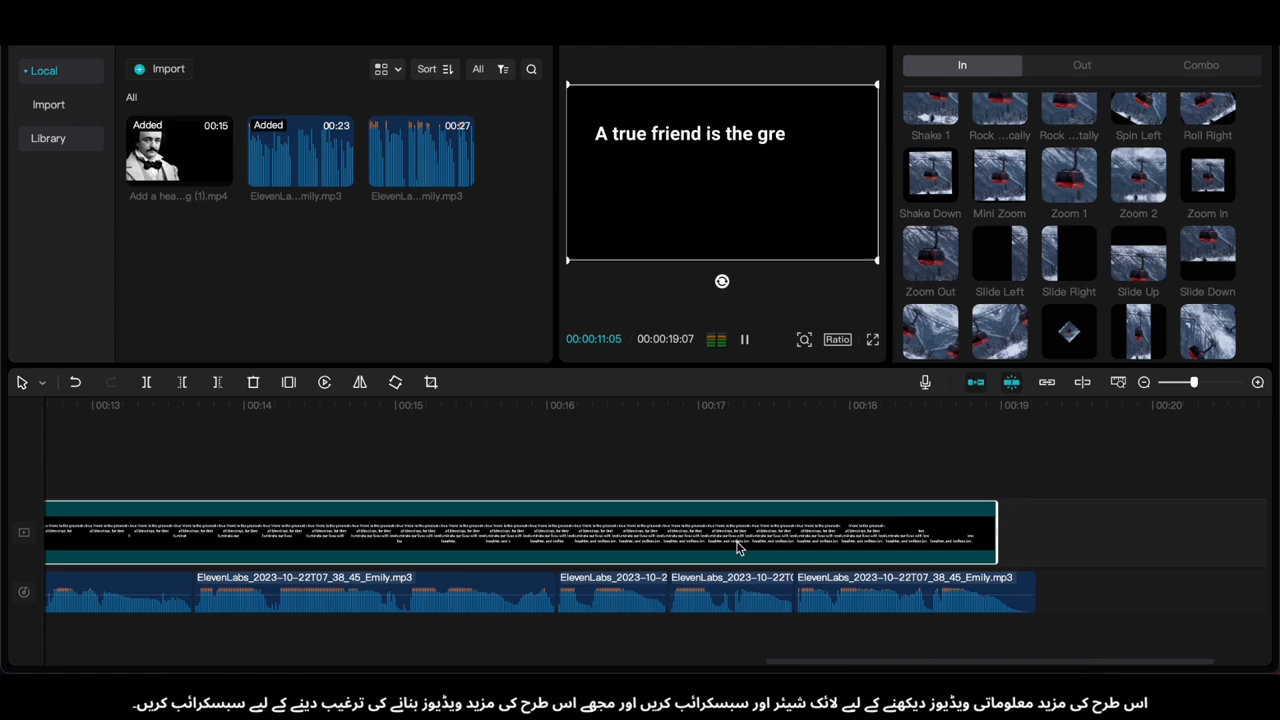 Local
Import
Library
Import
Sort
All
All
Added
00:15
Add a hea...g (1).mp4
Added
00:23
ElevenLa...mily.mp3
00:27
ElevenLa...mily.mp3
A true friend is the gre
00:00:11:05
00:00:19:07
Ratio
In
Out
Combo
Shake 1
Rock ...cally
Rock ...tally
Spin Left
Roll Right
Shake Down
Mini Zoom
Zoom 1
Zoom 2
Zoom In
Zoom Out
Slide Left
Slide Right
Slide Up
Slide Down
00:13
00:14
00:15
00:16
00:17
00:18
00:19
00:20
ElevenLabs_2023-10-22T07_38_45_Emily.mp3
ElevenLabs_2023-10-2
ElevenLabs_2023-10-22T(
ElevenLabs_2023-10-22T07_38_45_Emily.mp3
اس طرح کی مزید معلوماتی ویڈیوز دیکھنے کے لیے لائک شیئر اور سبسکرائب کریں اور مجھے اس طرح کی مزید ویڈیوز بنانے کی ترغیب دینے کے لیے سبسکرائب کریں۔